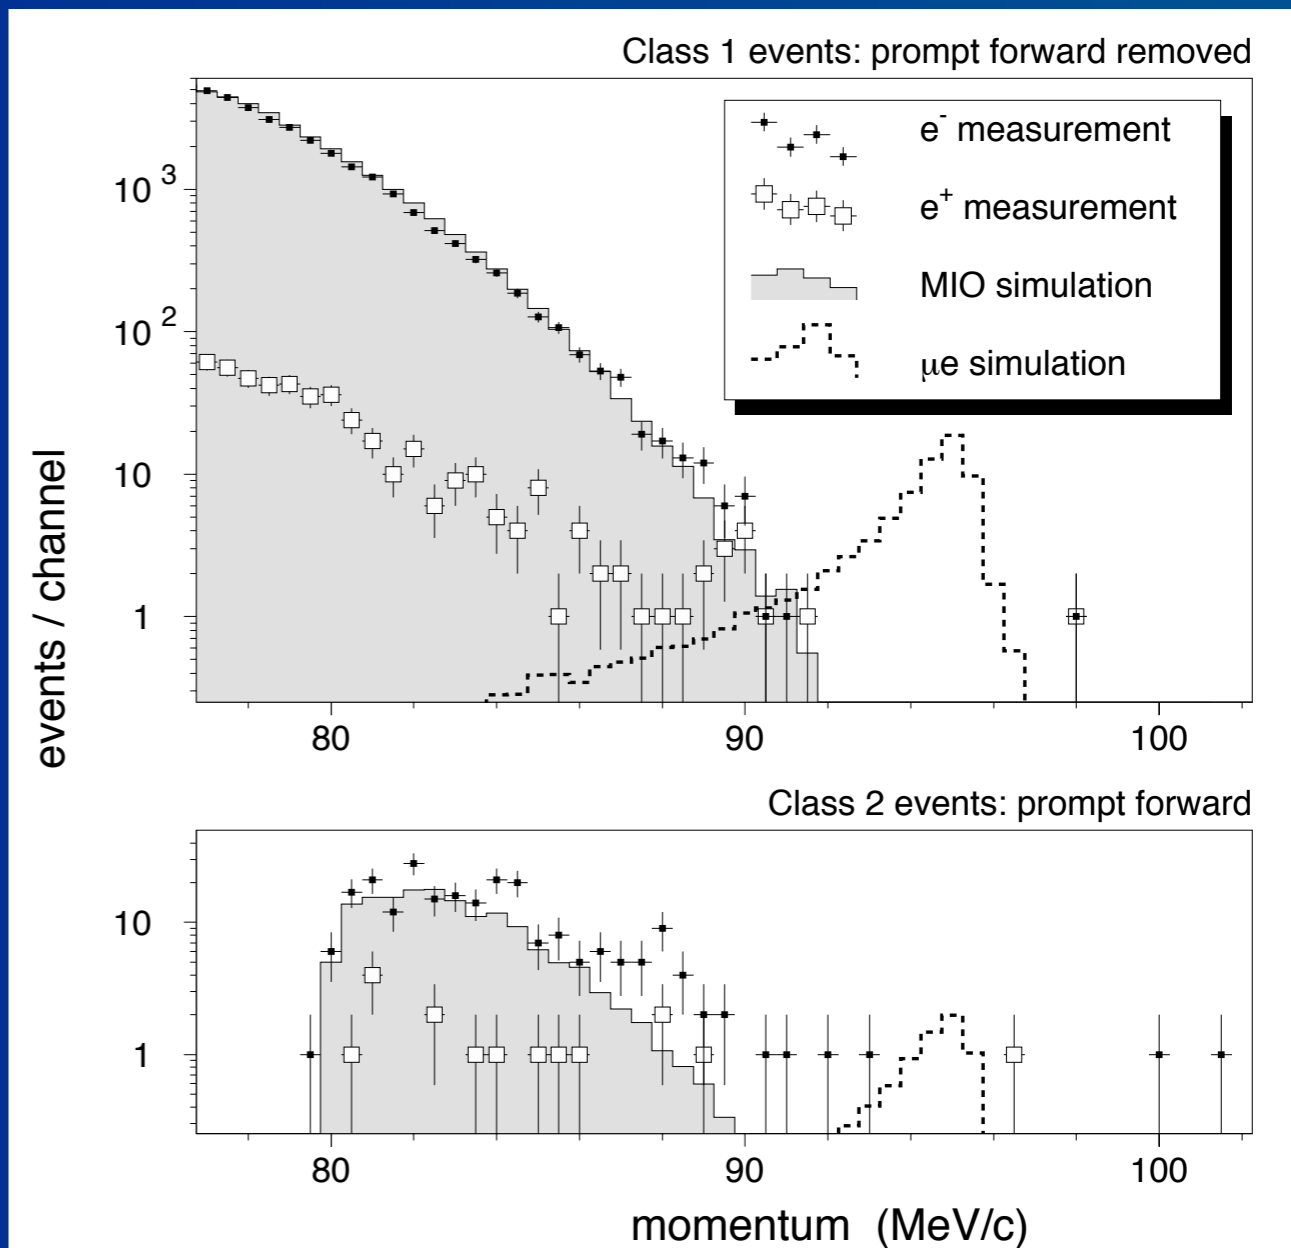 Class 1 events: prompt forward removed
e⁻ measurement
e⁺ measurement
MIO simulation
μe simulation
10³
10²
10
1
events / channel
80 90 100
Class 2 events: prompt forward
10
1
80 90 100
momentum (MeV/c)